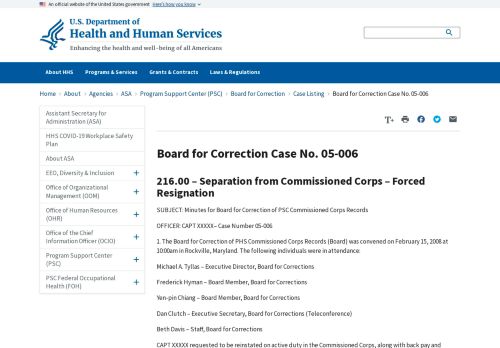 An official website of the United States government Here's how you know
U.S. Department of
Health and Human Services
Enhancing the health and well-being of all Americans
About HHS Programs & Services Grants & Contracts Laws & Regulations
Home > About > Agencies > ASA > Program Support Center (PSC) > Board for Correction > Case Listing > Board for Correction Case No. 05-006
Assistant Secretary for
Administration (ASA)
HHS COVID-19 Workplace Safety
Plan
About ASA
EEO, Diversity & Inclusion
Office of Organizational
Management (OOM)
Office of Human Resources
(OHR)
Office of the Chief
Information Officer (OCIO)
Program Support Center
(PSC)
PSC Federal Occupational
Health (FOH)
T+
Board for Correction Case No. 05-006
216.00 – Separation from Commissioned Corps – Forced
Resignation
SUBJECT: Minutes for Board for Correction of PSC Commissioned Corps Records
OFFICER: CAPT XXXXX– Case Number 05-006
1. The Board for Correction of PHS Commissioned Corps Records (Board) was convened on February 15, 2008 at
10:00am in Rockville, Maryland. The following individuals were in attendance:
Michael A. Tyllas – Executive Director, Board for Corrections
Frederick Hyman – Board Member, Board for Corrections
Yen-pin Chiang – Board Member, Board for Corrections
Dan Clutch – Executive Secretary, Board for Corrections (Teleconference)
Beth Davis – Staff, Board for Corrections
CAPT XXXXX requested to be reinstated on active duty in the Commissioned Corps, along with back pay and